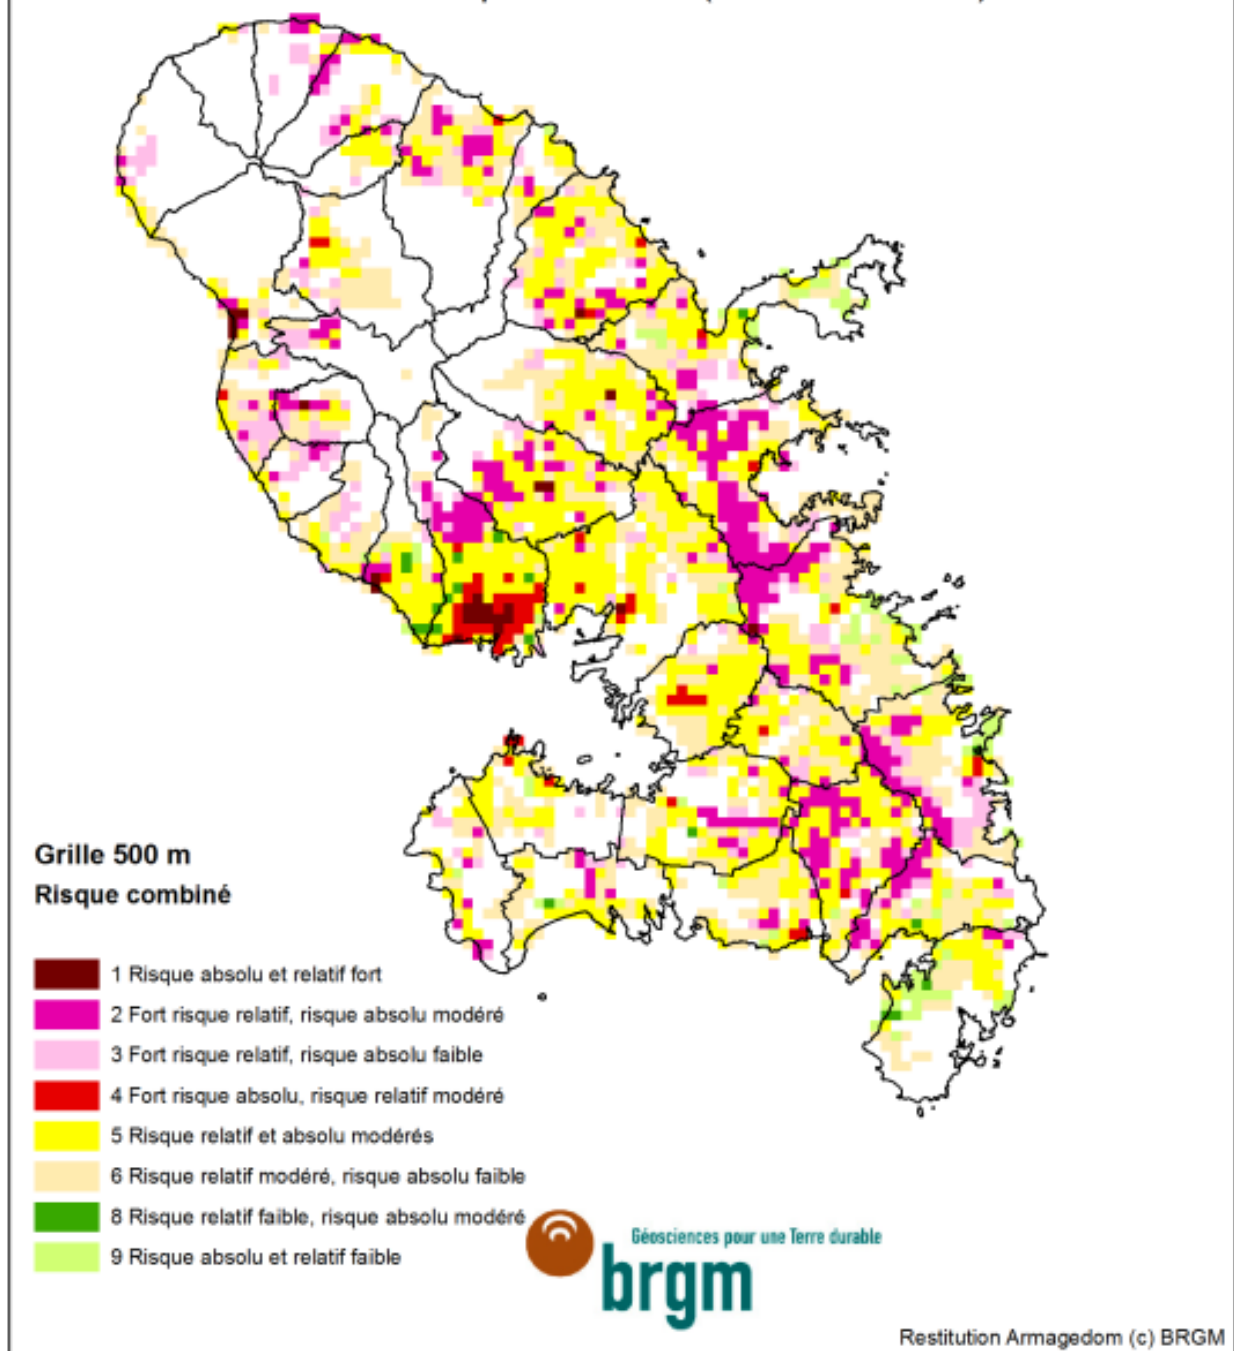 Grille 500 m
Risque combiné
1 Risque absolu et relatif fort
2 Fort risque relatif, risque absolu modéré
3 Fort risque relatif, risque absolu faible
4 Fort risque absolu, risque relatif modéré
5 Risque relatif et absolu modérés
6 Risque relatif modéré, risque absolu faible
8 Risque relatif faible, risque absolu modéré
9 Risque absolu et relatif faible
Géosciences pour une Terre durable
brgm
Restitution Armagedom (c) BRGM